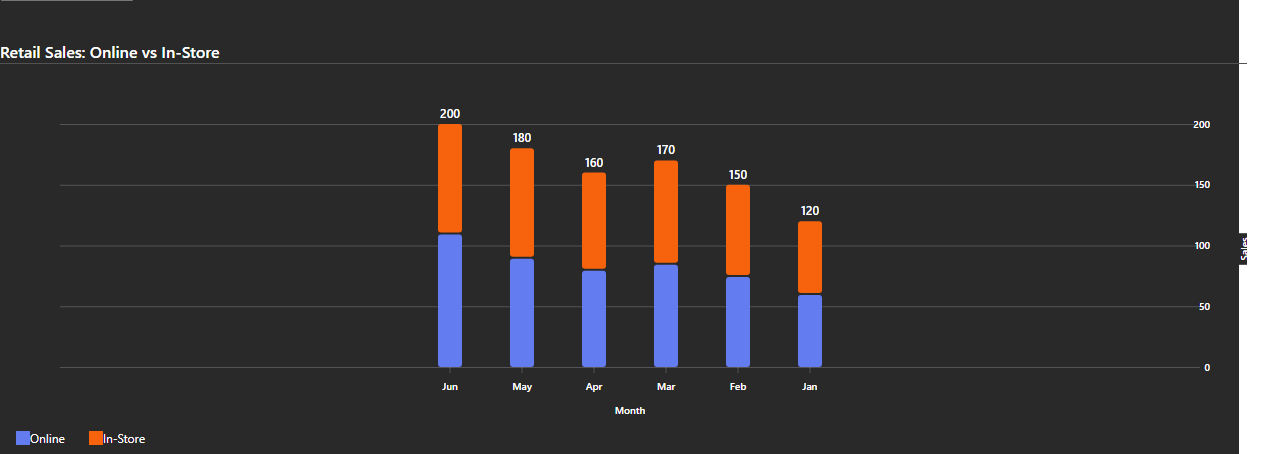 Retail Sales: Online vs In-Store
200
180
160
170
150
120
200
150
100
50
0
Sales
Jun May Apr Mar Feb Jan
Month
Online In-Store